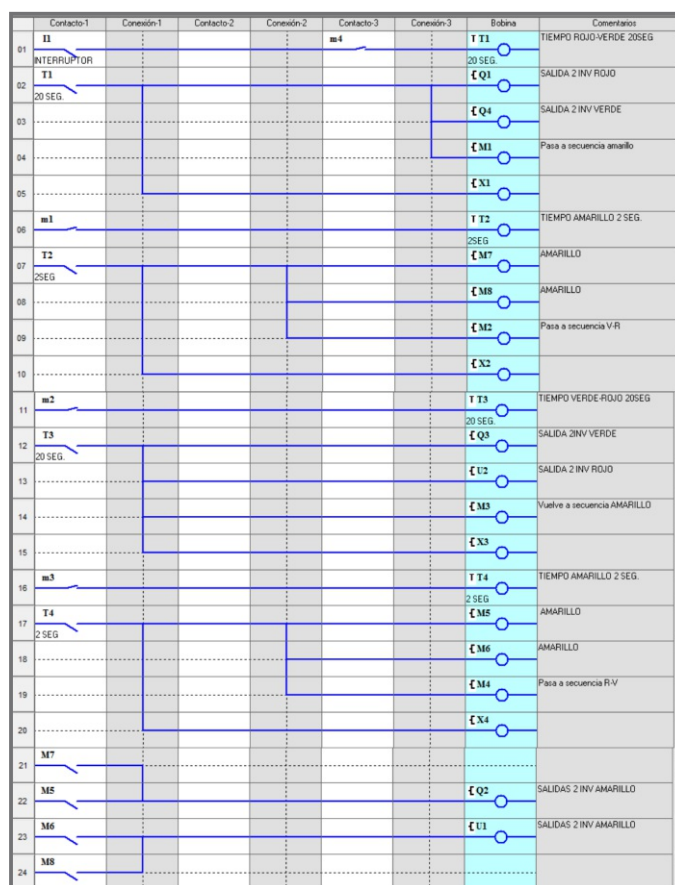 Contacto-1 Conexión-1 Contacto-2 Conexión-2 Contacto-3 Conexión-3 Bobina Comentarios
01 I1 m4 T T1 TIEMPO ROJO-VERDE 20SEG
INTERRUPTOR 20 SEG.
02 T1 [ Q1 SALIDA 2 INV ROJO
20 SEG.
03 [ Q4 SALIDA 2 INV VERDE
04 [ M1 Pasa a secuencia amarillo
05 [ X1
06 m1 T T2 TIEMPO AMARILLO 2 SEG.
2SEG
07 T2 [ M7 AMARILLO
2SEG
08 [ M8 AMARILLO
09 [ M2 Pasa a secuencia V-R
10 [ X2
11 m2 T T3 TIEMPO VERDE-ROJO 20SEG
20 SEG.
12 T3 [ Q3 SALIDA 2INV VERDE
20 SEG.
13 [ U2 SALIDA 2 INV ROJO
14 [ M3 Vuelve a secuencia AMARILLO
15 [ X3
16 m3 T T4 TIEMPO AMARILLO 2 SEG.
2 SEG
17 T4 [ M5 AMARILLO
2 SEG
18 [ M6 AMARILLO
19 [ M4 Pasa a secuencia R-V
20 [ X4
21 M7
22 M5 [ Q2 SALIDAS 2 INV AMARILLO
23 M6 [ U1 SALIDAS 2 INV AMARILLO
24 M8